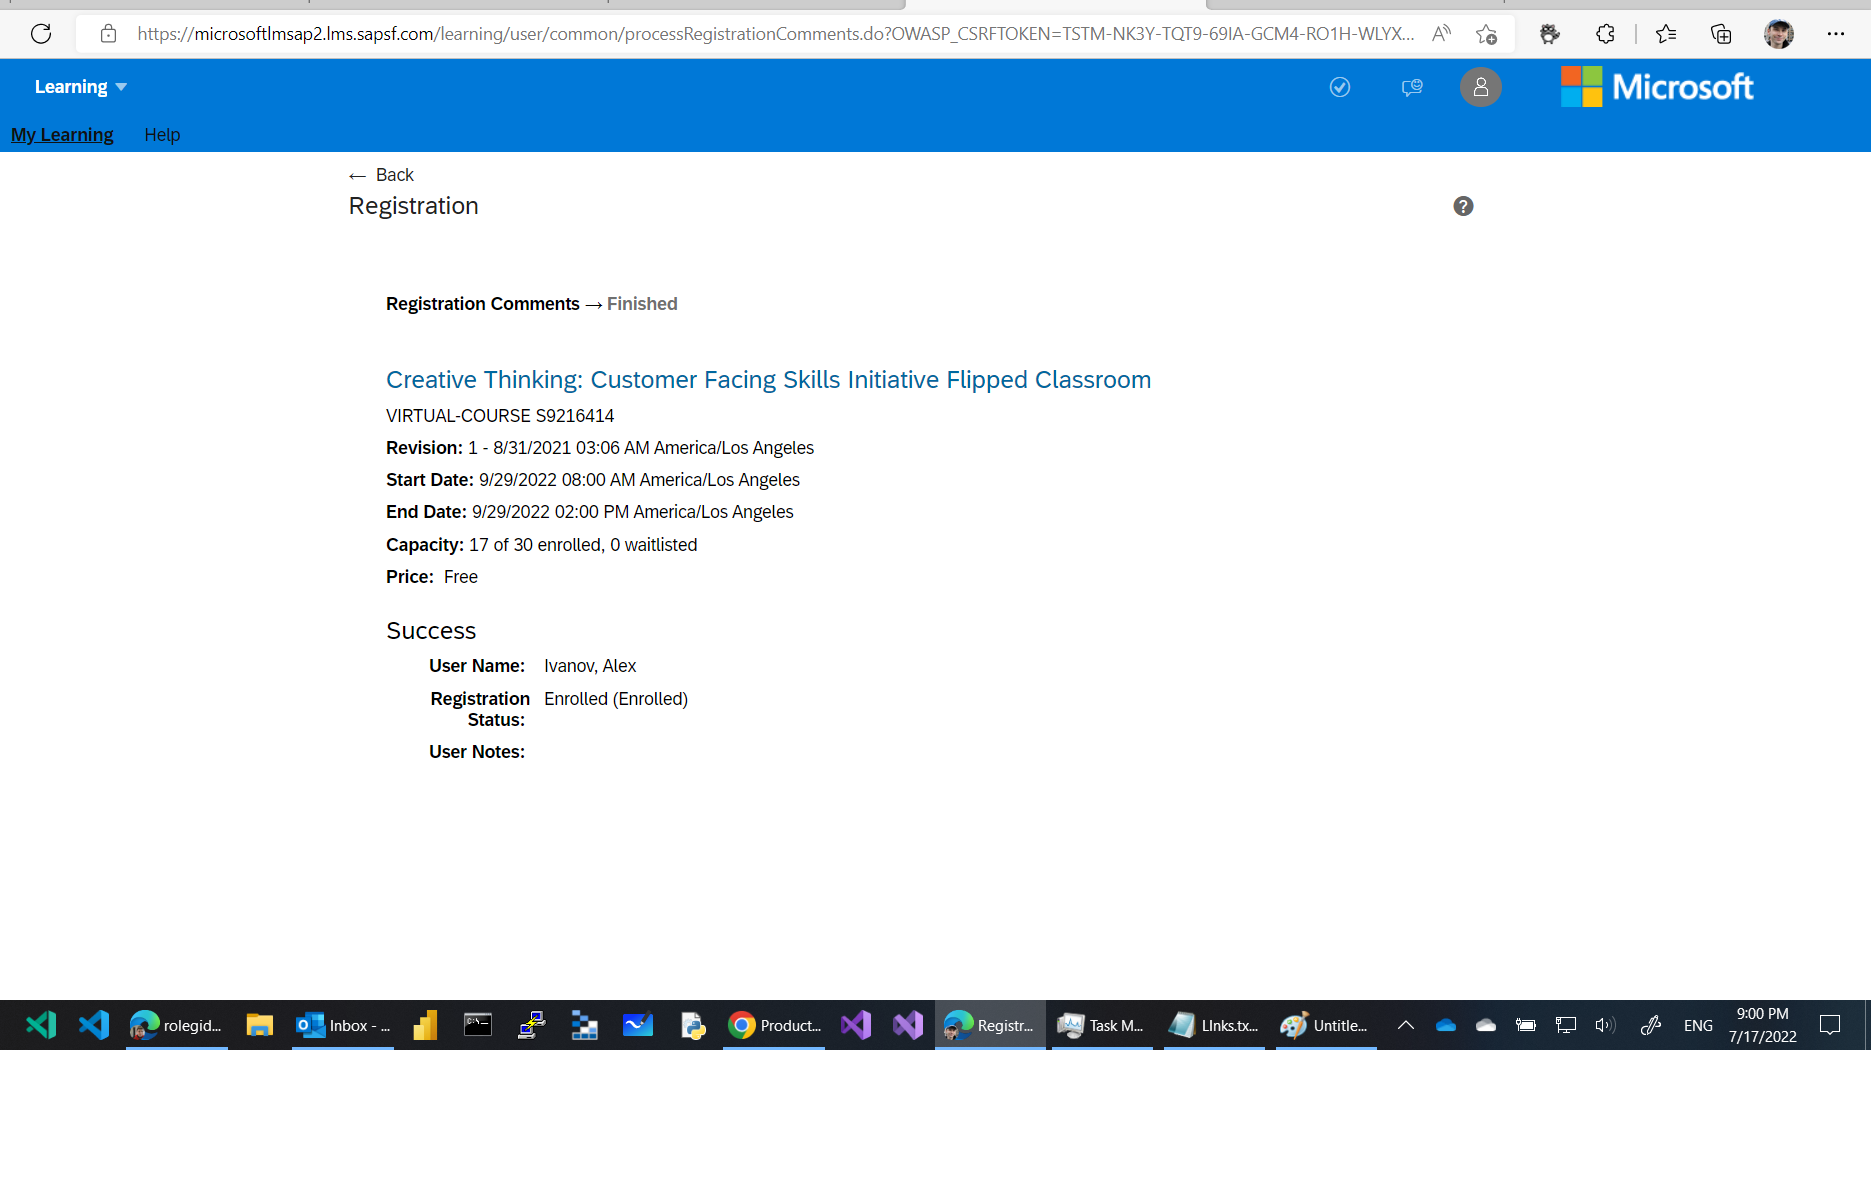 https://microsoftlmsap2.lms.sapsf.com/learning/user/common/processRegistrationComments.do?OWASP_CSRFTOKEN=TSTM-NK3Y-TQT9-69IA-GCM4-RO1H-WLYX...
Learning
Microsoft
My Learning Help
← Back
Registration
?
Registration Comments → Finished
Creative Thinking: Customer Facing Skills Initiative Flipped Classroom
VIRTUAL-COURSE S9216414
Revision: 1 - 8/31/2021 03:06 AM America/Los Angeles
Start Date: 9/29/2022 08:00 AM America/Los Angeles
End Date: 9/29/2022 02:00 PM America/Los Angeles
Capacity: 17 of 30 enrolled, 0 waitlisted
Price: Free
Success
User Name: Ivanov, Alex
Registration Status: Enrolled (Enrolled)
User Notes:
rolegid... Inbox - ... Product... Registr... Task M... LInks.tx... Untitle... ENG 9:00 PM
7/17/2022